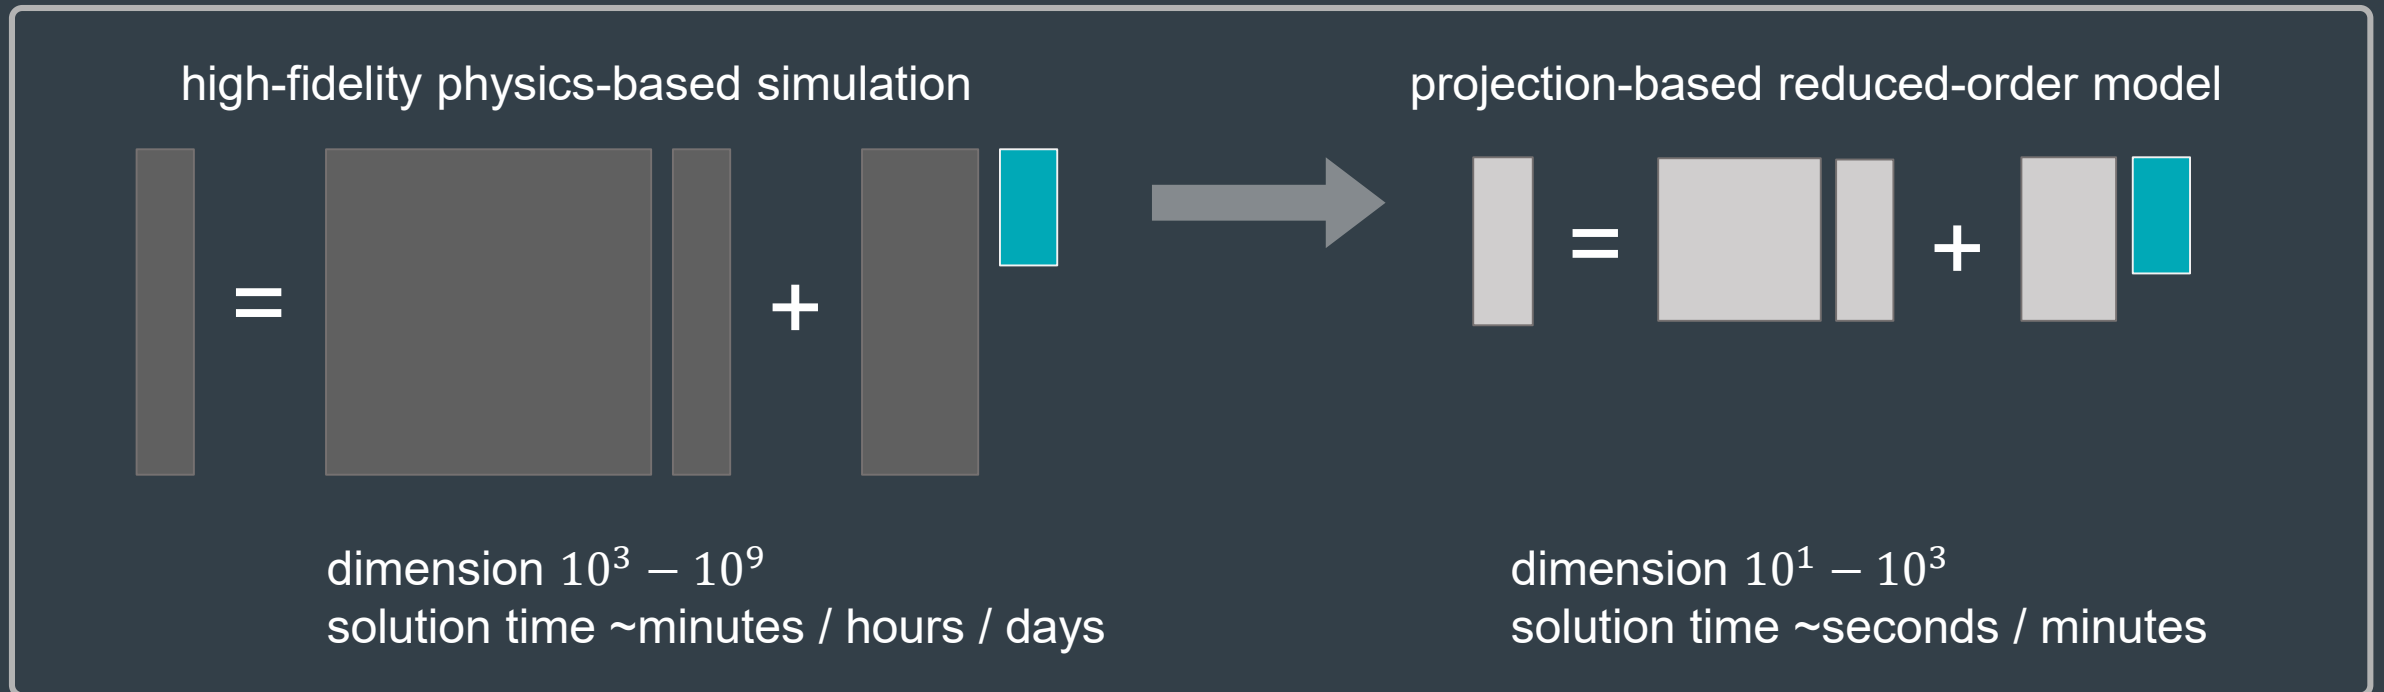 high-fidelity physics-based simulation
projection-based reduced-order model
=
+
=
+
dimension 10³ − 10⁹
solution time ~minutes / hours / days
dimension 10¹ − 10³
solution time ~seconds / minutes